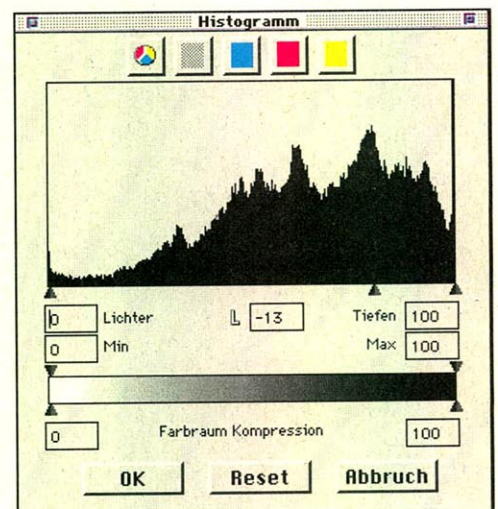 Histogramm
0 Lichter L -13 Tiefen 100
0 Min Max 100
0 Farbraum Kompression 100
OK Reset Abbruch